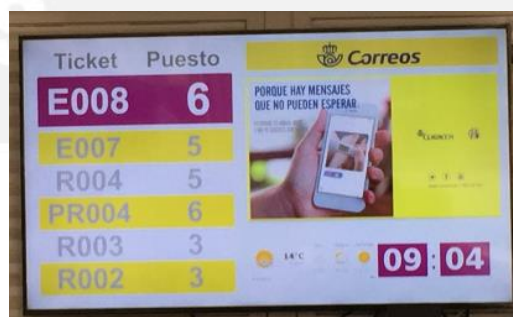 Ticket Puesto
E008 6
E007 5
R004 5
PR004 6
R003 3
R002 3
Correos
PORQUE HAY MENSAJES
QUE NO PUEDEN ESPERAR
14°C
09:04